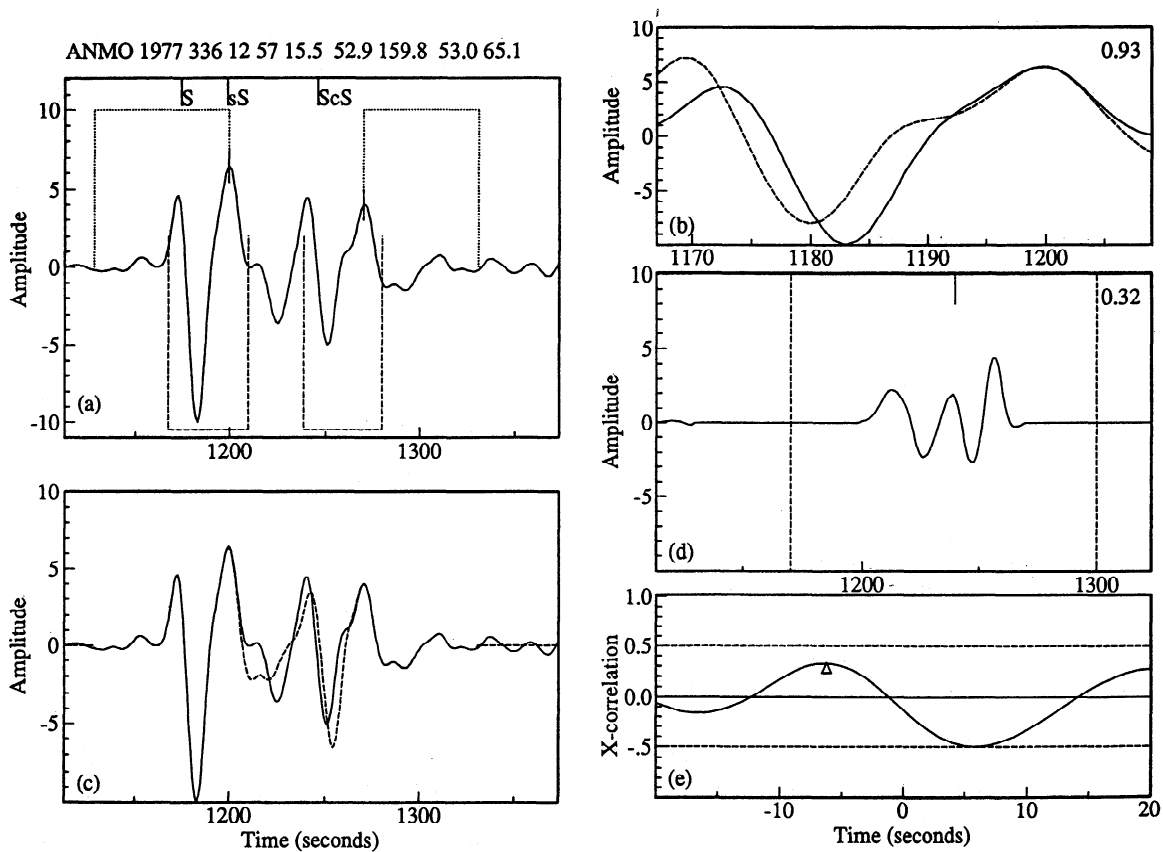 ANMO 1977 336 12 57 15.5 52.9 159.8 53.0 65.1
S sS ScS
10
5
0
-5
-10
Amplitude
(a)
1200 1300
10
5
0
-5
Amplitude
(c)
1200 1300
Time (seconds)
10
5
0
-5
Amplitude
0.93
(b)
1170 1180 1190 1200
10
5
0
-5
Amplitude
0.32
(d)
1200 1300
1.0
0.5
0.0
-.5
X-correlation
(e)
-10 0 10 20
Time (seconds)